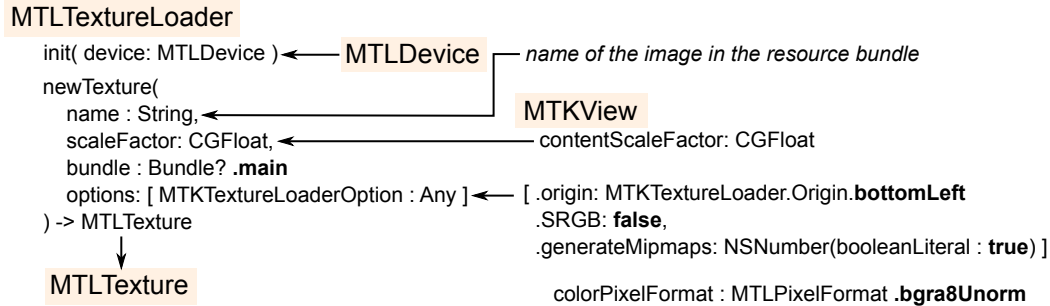 MTLTextureLoader
init( device: MTLDevice )
MTLDevice
name of the image in the resource bundle
newTexture(
name : String,
MTKView
scaleFactor: CGFloat,
contentScaleFactor: CGFloat
bundle : Bundle? .main
options: [ MTKTextureLoaderOption : Any ]
[ .origin: MTKTextureLoader.Origin.bottomLeft
) -> MTLTexture
.SRGB: false,
.generateMipmaps: NSNumber(booleanLiteral : true) ]
MTLTexture
colorPixelFormat : MTLPixelFormat .bgra8Unorm